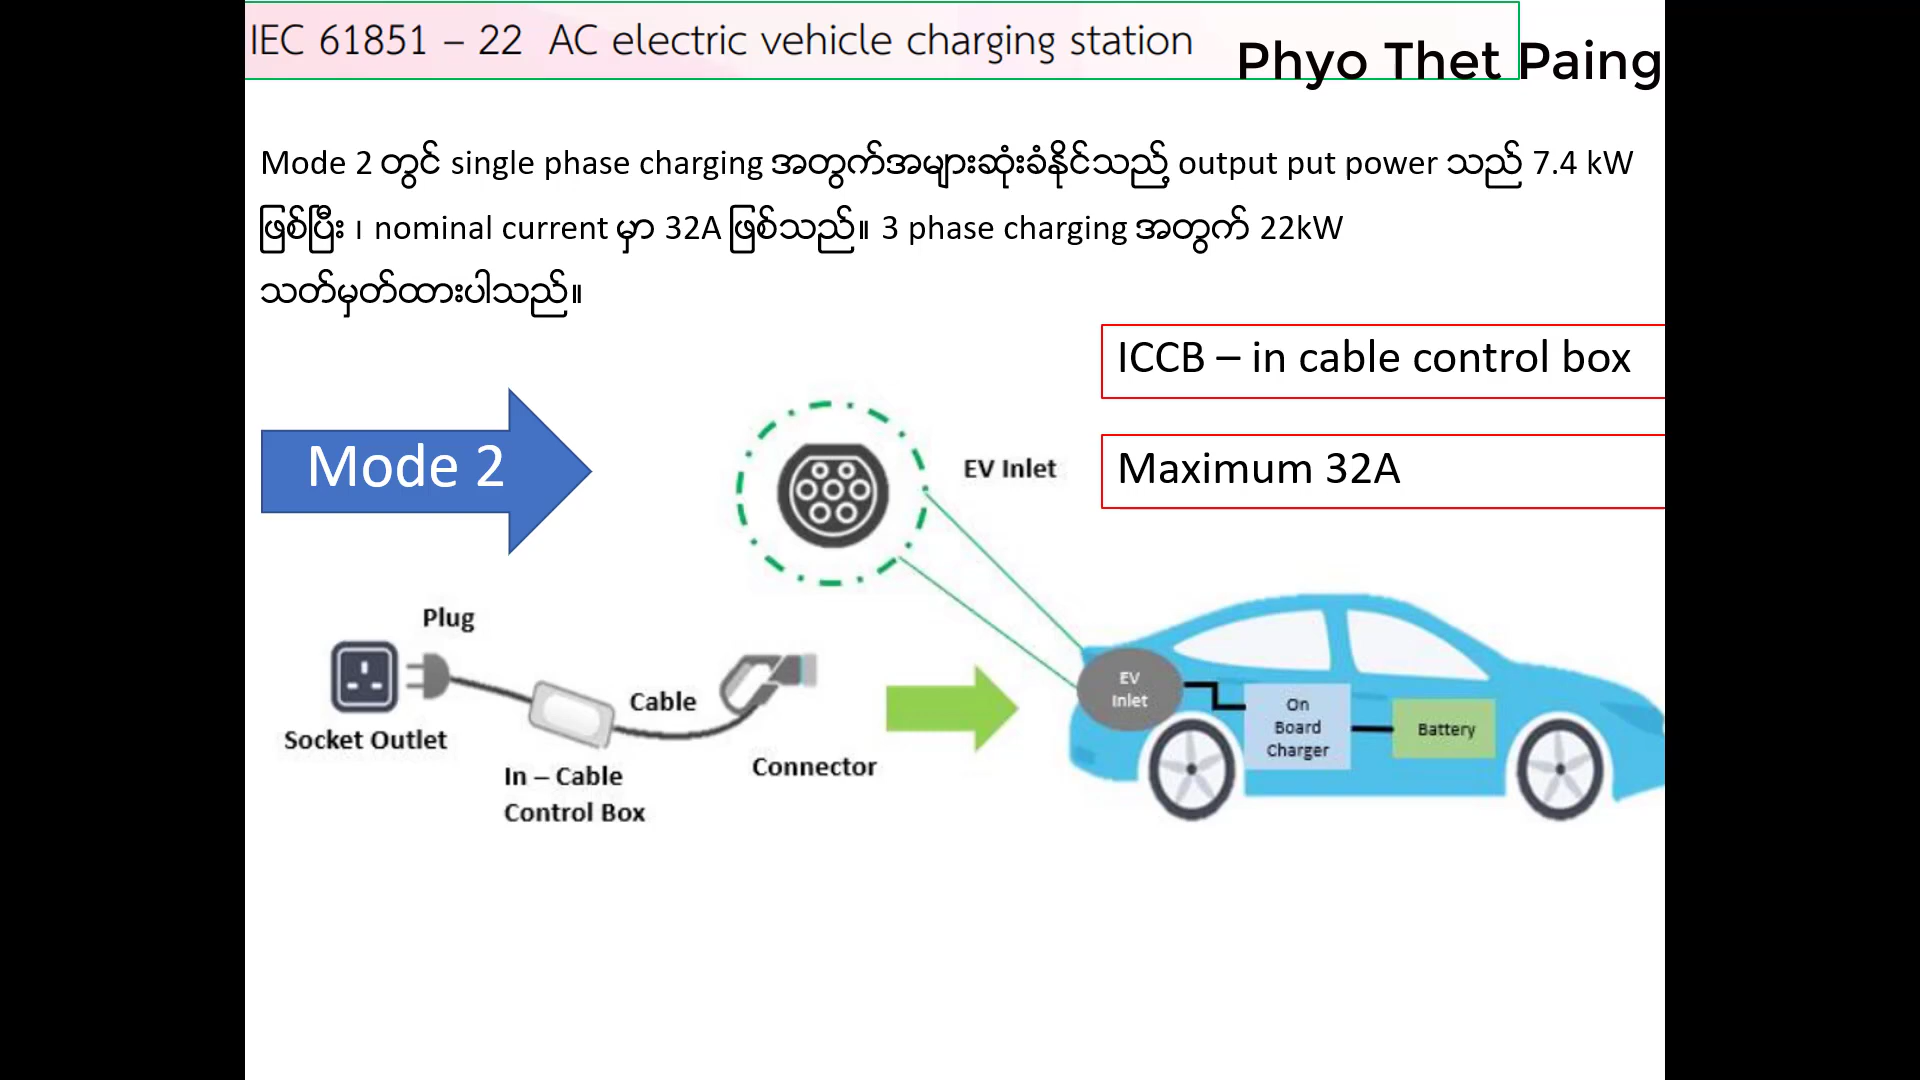 IEC 61851 – 22  AC electric vehicle charging station
Phyo Thet Paing
Mode 2 တွင် single phase charging အတွက်အများဆုံးခံနိုင်သည့် output put power သည် 7.4 kW
ဖြစ်ပြီး ၊ nominal current မှာ 32A ဖြစ်သည်။ 3 phase charging အတွက် 22kW
သတ်မှတ်ထားပါသည်။
ICCB – in cable control box
Mode 2
EV Inlet
Maximum 32A
Plug
Socket Outlet
Cable
In – Cable
Control Box
Connector
EV
Inlet
On
Board
Charger
Battery